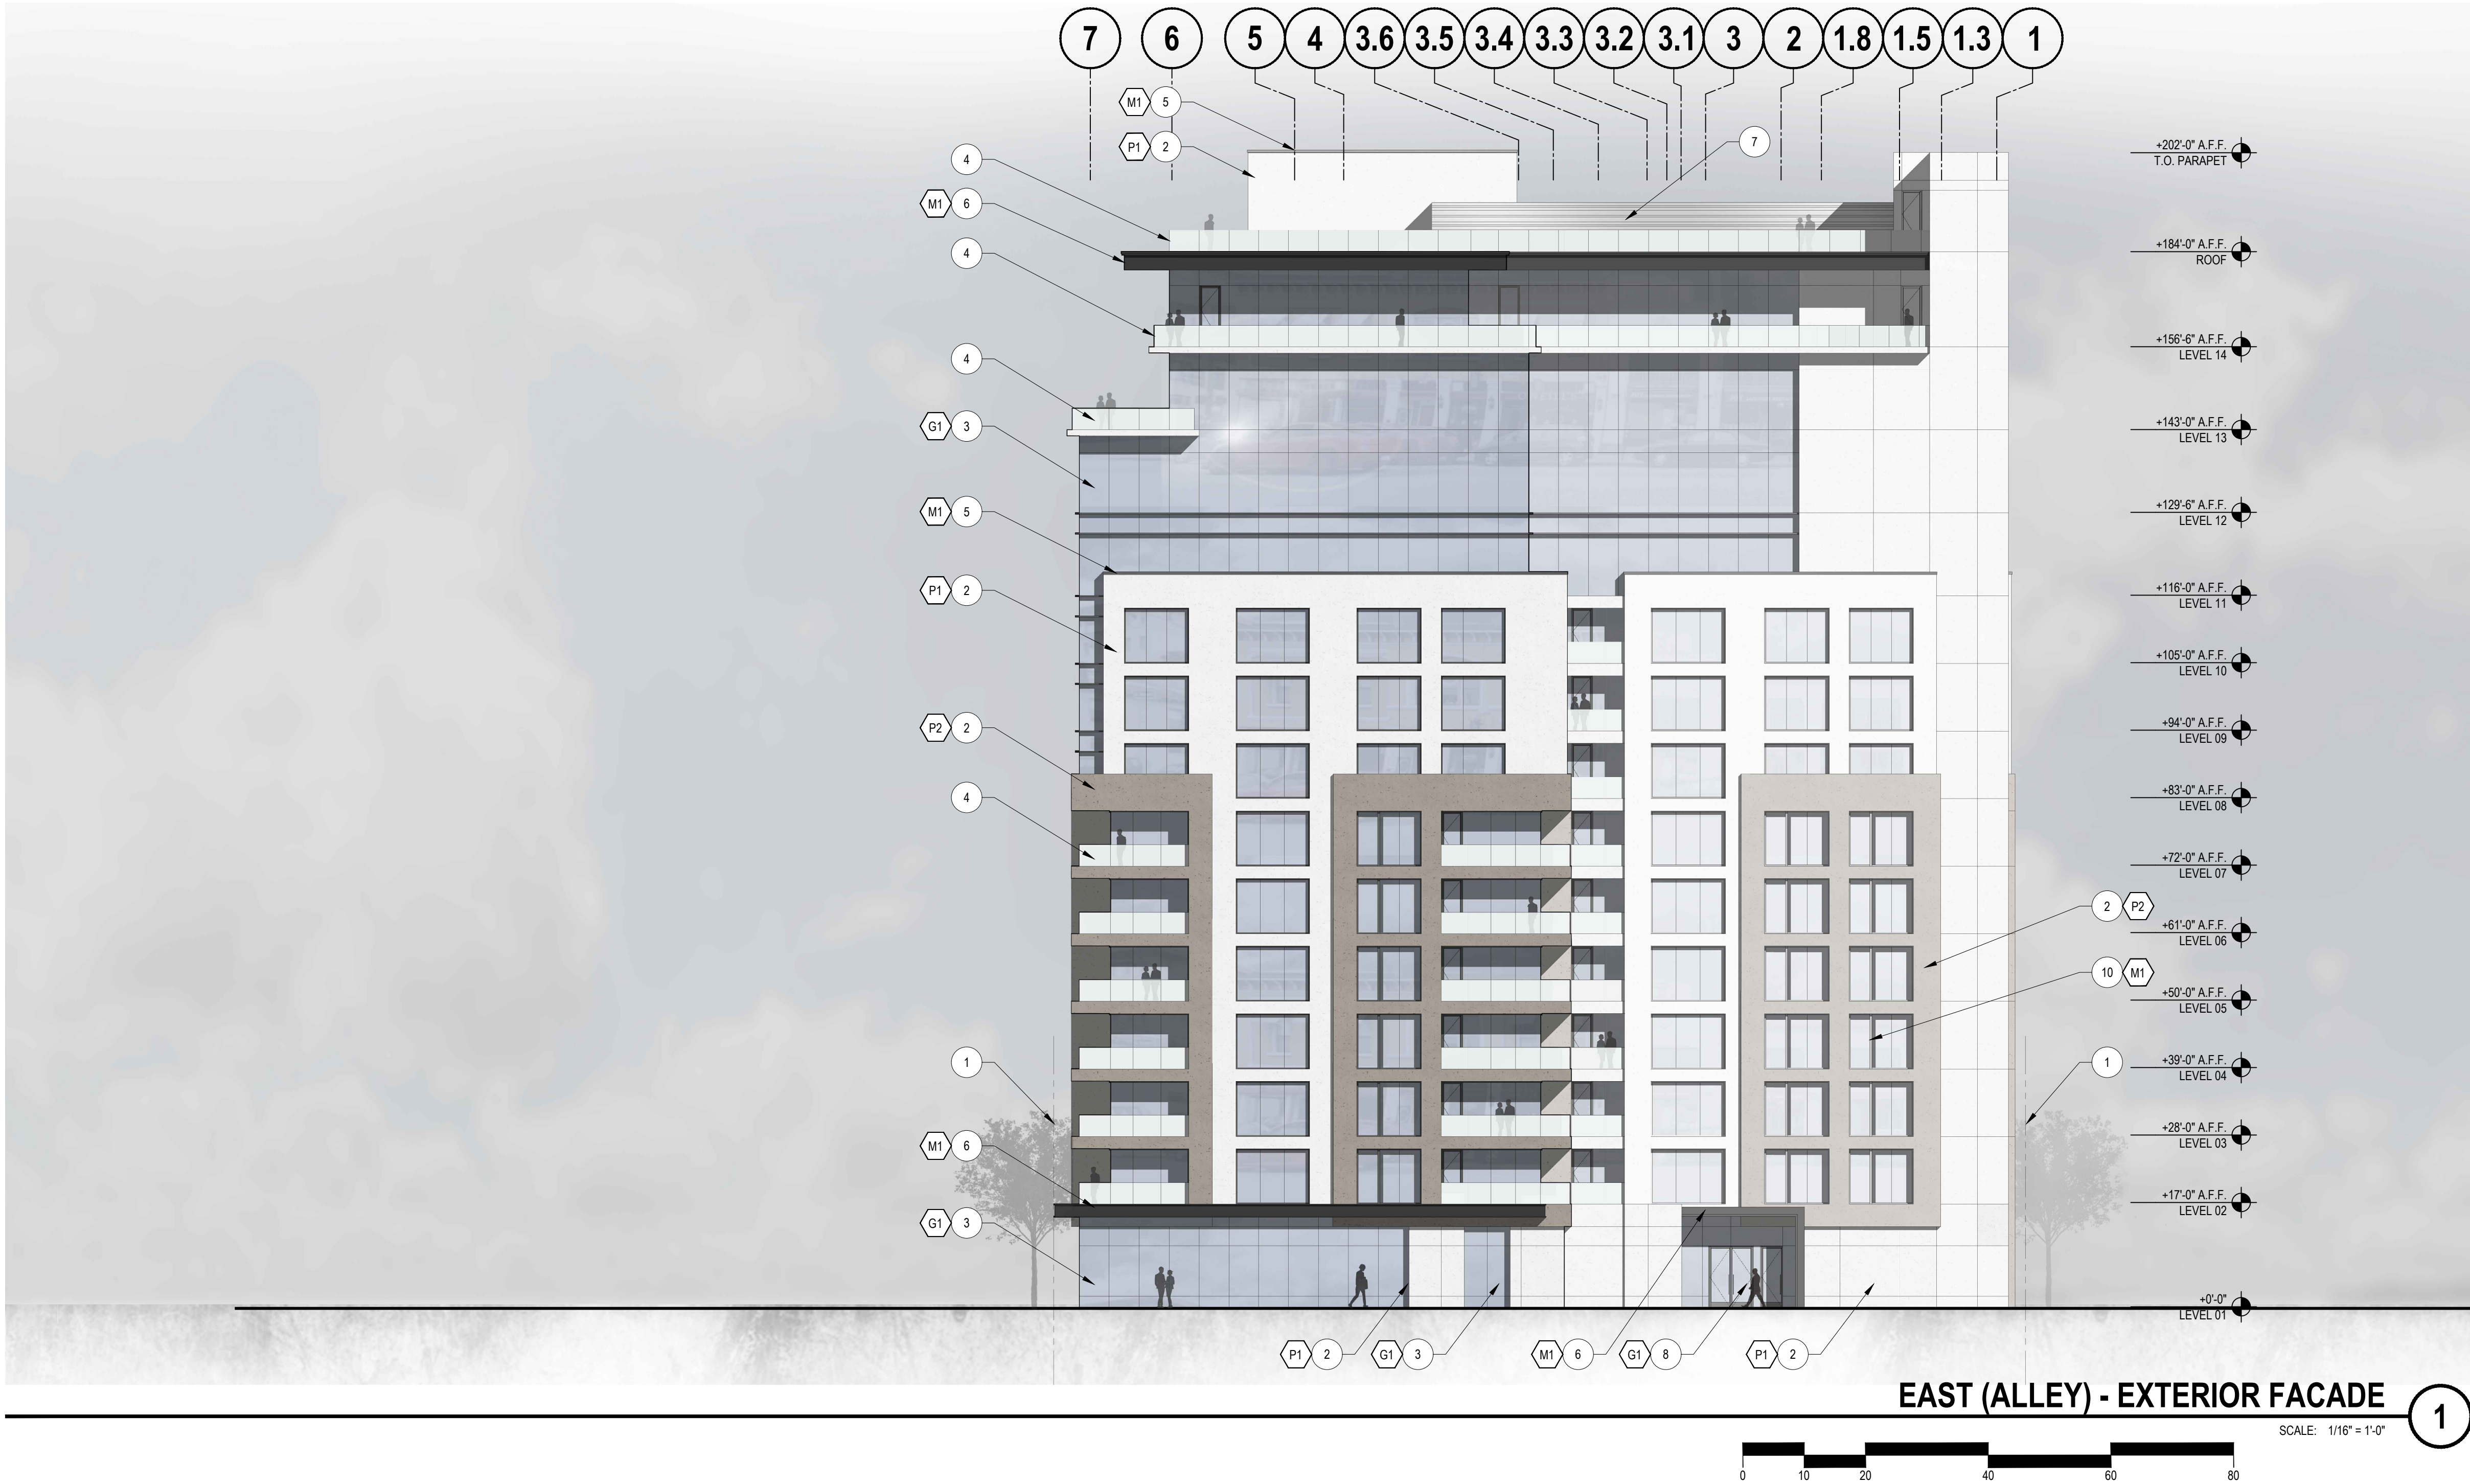 7 6 5 4 3.6 3.5 3.4 3.3 3.2 3.1 3 2 1.8 1.5 1.3 1
M1 5
P1 2
7
4
M1 6
4
4
G1 3
M1 5
P1 2
P2 2
4
1
M1 6
G1 3
+202'-0" A.F.F.
T.O. PARAPET
+184'-0" A.F.F.
ROOF
+156'-6" A.F.F.
LEVEL 14
+143'-0" A.F.F.
LEVEL 13
+129'-6" A.F.F.
LEVEL 12
+116'-0" A.F.F.
LEVEL 11
+105'-0" A.F.F.
LEVEL 10
+94'-0" A.F.F.
LEVEL 09
+83'-0" A.F.F.
LEVEL 08
+72'-0" A.F.F.
LEVEL 07
2 P2
+61'-0" A.F.F.
LEVEL 06
10 M1
+50'-0" A.F.F.
LEVEL 05
1
+39'-0" A.F.F.
LEVEL 04
+28'-0" A.F.F.
LEVEL 03
+17'-0" A.F.F.
LEVEL 02
+0'-0"
LEVEL 01
P1 2 G1 3 M1 6 G1 8 P1 2
EAST (ALLEY) - EXTERIOR FACADE
1
SCALE: 1/16" = 1'-0"
0 10 20 40 60 80